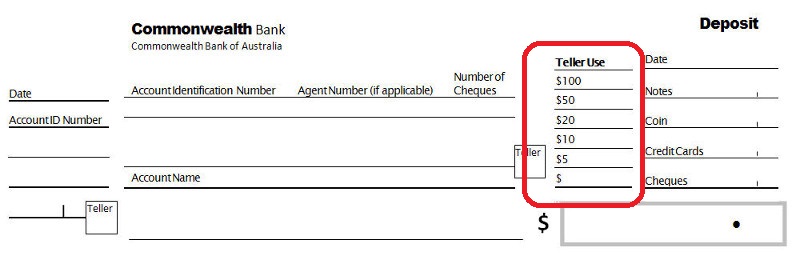 Deposit
Commonwealth Bank
Commonwealth Bank of Australia
Date
Account ID Number
Teller
Account Identification Number Agent Number (if applicable) Number of
Cheques
Account Name
Teller
Teller Use
$100
$50
$20
$10
$5
$
Date
Notes
Coin
Credit Cards
Cheques
$ •